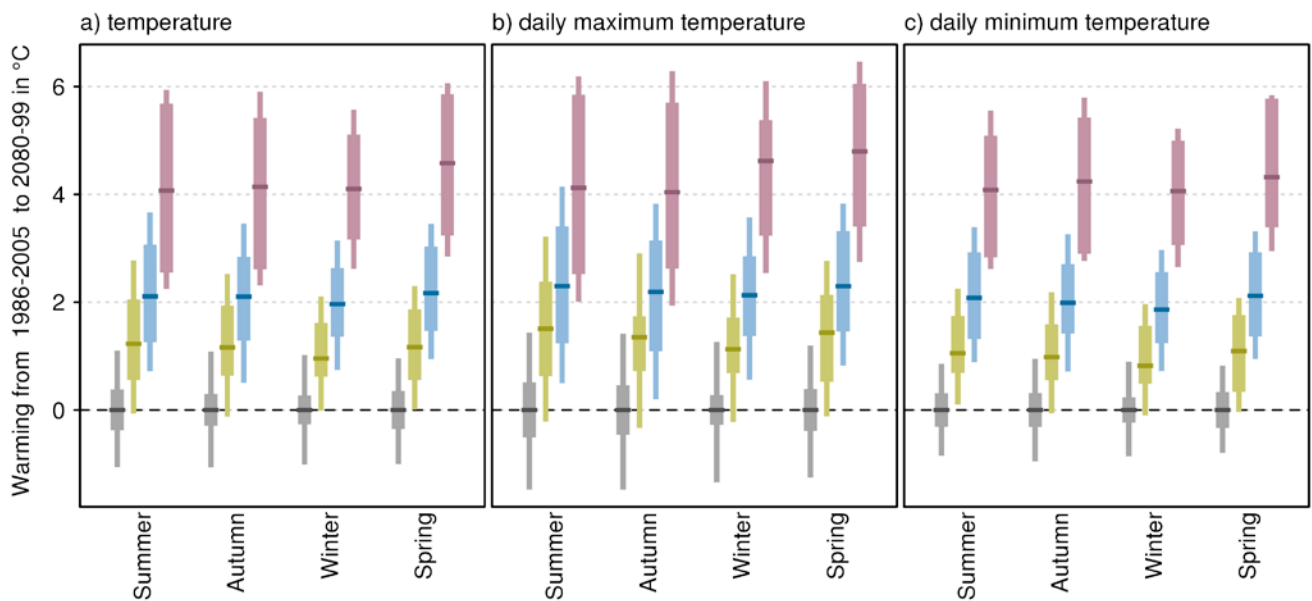 a) temperature
b) daily maximum temperature
c) daily minimum temperature
Warming from 1986-2005 to 2080-99 in °C
6
4
2
0
Summer
Autumn
Winter
Spring
Summer
Autumn
Winter
Spring
Summer
Autumn
Winter
Spring